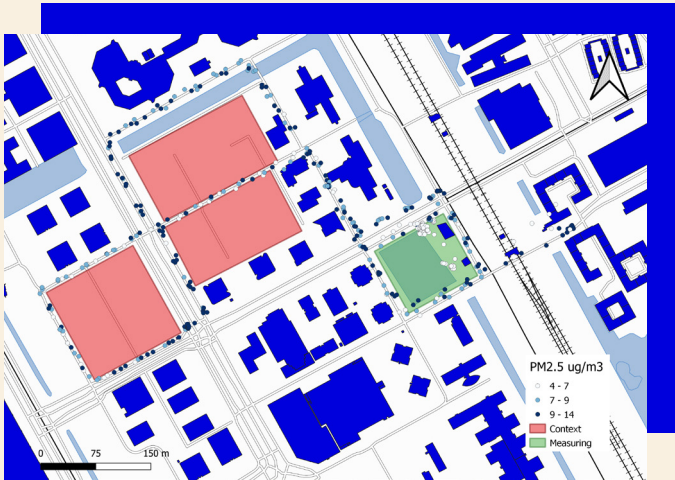 PM2.5 ug/m3
4 - 7
7 - 9
9 - 14
Context
Measuring
0 75 150 m